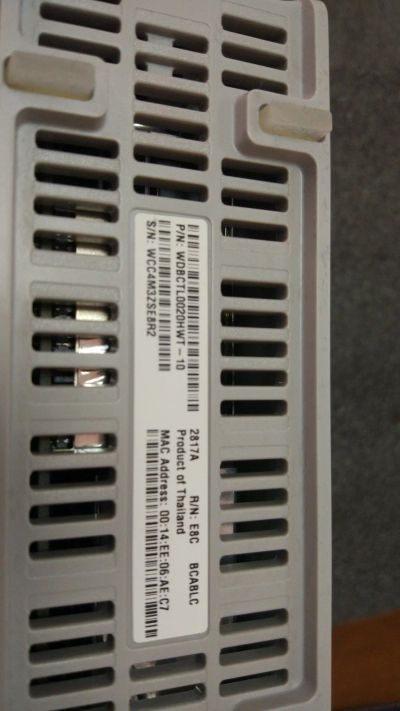 P/N: WDBCTL0020HWT - 10
S/N: WCC4M3ZSE8R2
2817A R/N: E8C BCABLC
Product of Thailand
MAC Address: 00:14:EE:06:AE:C7